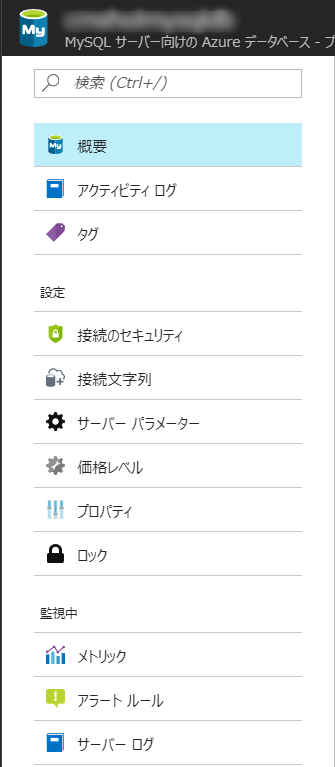 My
MySQL サーバー向けの Azure データベース - プ
検索 (Ctrl+/)
My
概要
アクティビティ ログ
タグ
設定
接続のセキュリティ
接続文字列
サーバー パラメーター
価格レベル
プロパティ
ロック
監視中
メトリック
アラート ルール
サーバー ログ